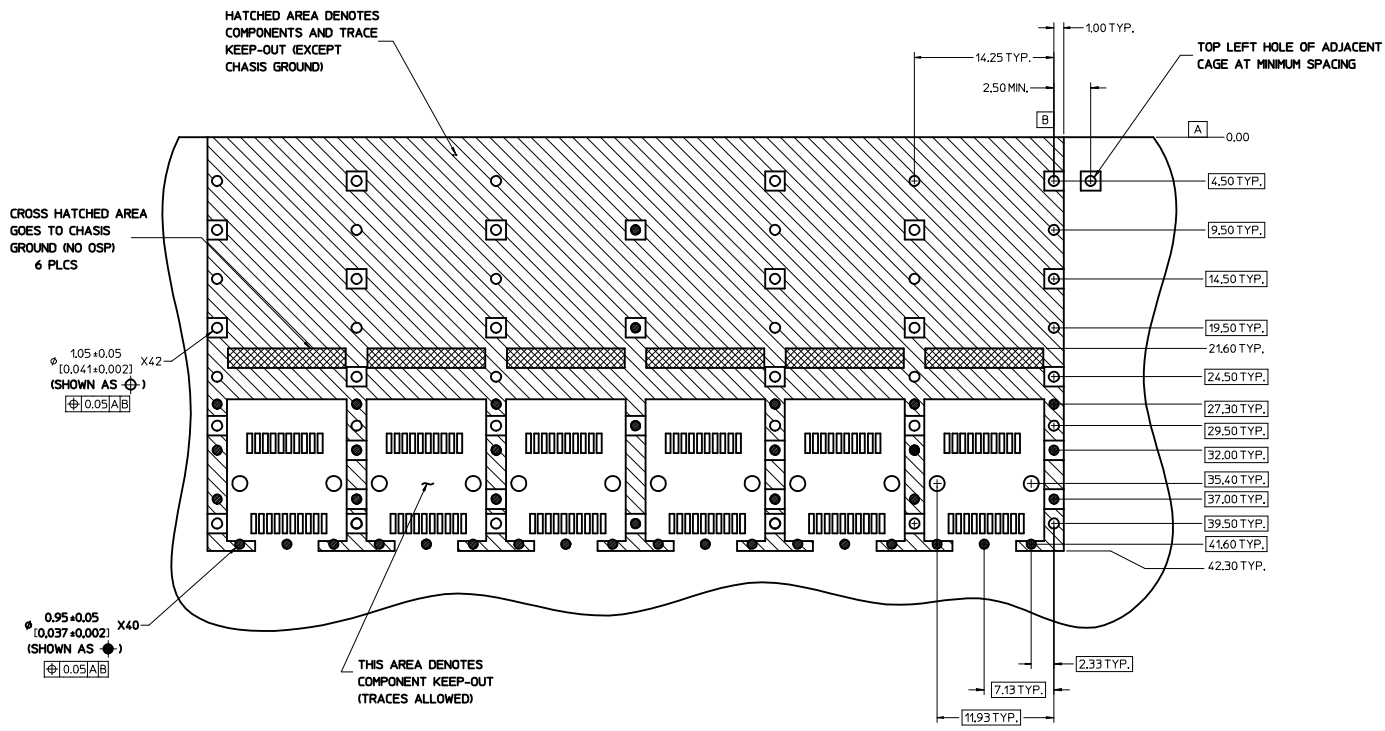 HATCHED AREA DENOTES
COMPONENTS AND TRACE
KEEP-OUT (EXCEPT
CHASIS GROUND)
1,00 TYP.
14.25 TYP.
2,50 MIN.
TOP LEFT HOLE OF ADJACENT
CAGE AT MINIMUM SPACING
B
A
0,00
4,50 TYP.
CROSS HATCHED AREA
GOES TO CHASIS
GROUND (NO OSP)
6 PLCS
9,50 TYP.
14,50 TYP.
19,50 TYP.
21,60 TYP.
24,50 TYP.
27,30 TYP.
29,50 TYP.
32,00 TYP.
35,40 TYP.
37,00 TYP.
39,50 TYP.
41,60 TYP.
42,30 TYP.
ø 1,05 ±0.05 X42
[0,041±0,002]
(SHOWN AS ⌖)
⌖ 0.05 A B
ø 0,95±0,05 X40
[0,037±0,002]
(SHOWN AS ●)
⌖ 0.05 A B
THIS AREA DENOTES
COMPONENT KEEP-OUT
(TRACES ALLOWED)
2,33 TYP.
7,13 TYP.
11,93 TYP.